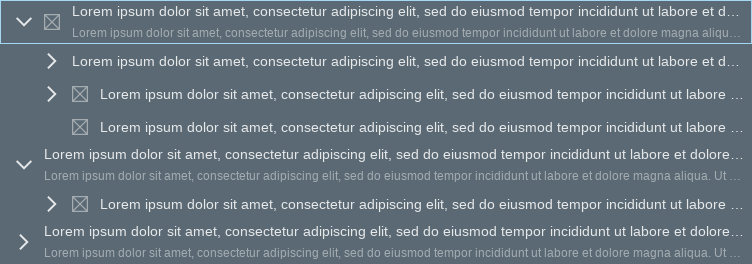 Lorem ipsum dolor sit amet, consectetur adipiscing elit, sed do eiusmod tempor incididunt ut labore et d…
Lorem ipsum dolor sit amet, consectetur adipiscing elit, sed do eiusmod tempor incididunt ut labore et dolore magna aliqu…
Lorem ipsum dolor sit amet, consectetur adipiscing elit, sed do eiusmod tempor incididunt ut labore et d…
Lorem ipsum dolor sit amet, consectetur adipiscing elit, sed do eiusmod tempor incididunt ut labore …
Lorem ipsum dolor sit amet, consectetur adipiscing elit, sed do eiusmod tempor incididunt ut labore …
Lorem ipsum dolor sit amet, consectetur adipiscing elit, sed do eiusmod tempor incididunt ut labore et dolore…
Lorem ipsum dolor sit amet, consectetur adipiscing elit, sed do eiusmod tempor incididunt ut labore et dolore magna aliqua. Ut …
Lorem ipsum dolor sit amet, consectetur adipiscing elit, sed do eiusmod tempor incididunt ut labore …
Lorem ipsum dolor sit amet, consectetur adipiscing elit, sed do eiusmod tempor incididunt ut labore et dolore…
Lorem ipsum dolor sit amet, consectetur adipiscing elit, sed do eiusmod tempor incididunt ut labore et dolore magna aliqua. Ut …